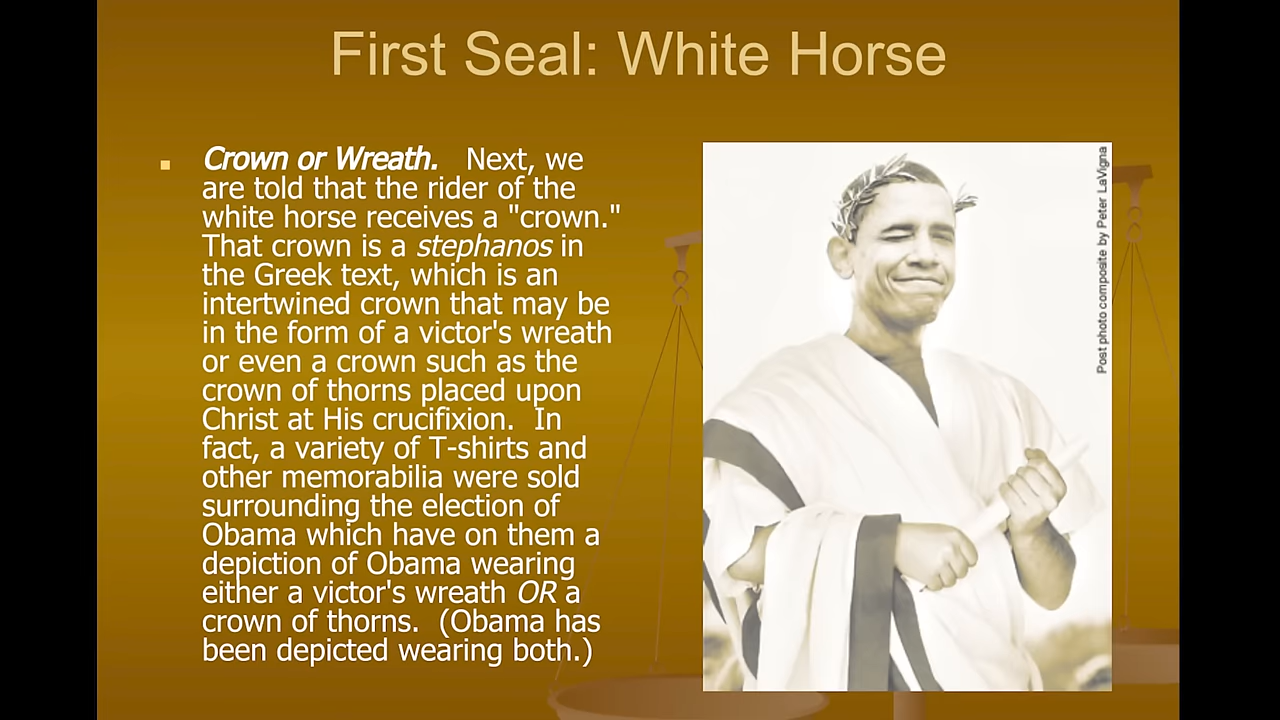 First Seal: White Horse
Crown or Wreath. Next, we
are told that the rider of the
white horse receives a "crown."
That crown is a stephanos in
the Greek text, which is an
intertwined crown that may be
in the form of a victor's wreath
or even a crown such as the
crown of thorns placed upon
Christ at His crucifixion. In
fact, a variety of T-shirts and
other memorabilia were sold
surrounding the election of
Obama which have on them a
depiction of Obama wearing
either a victor's wreath OR a
crown of thorns. (Obama has
been depicted wearing both.)
Post photo composite by Peter LaVigna